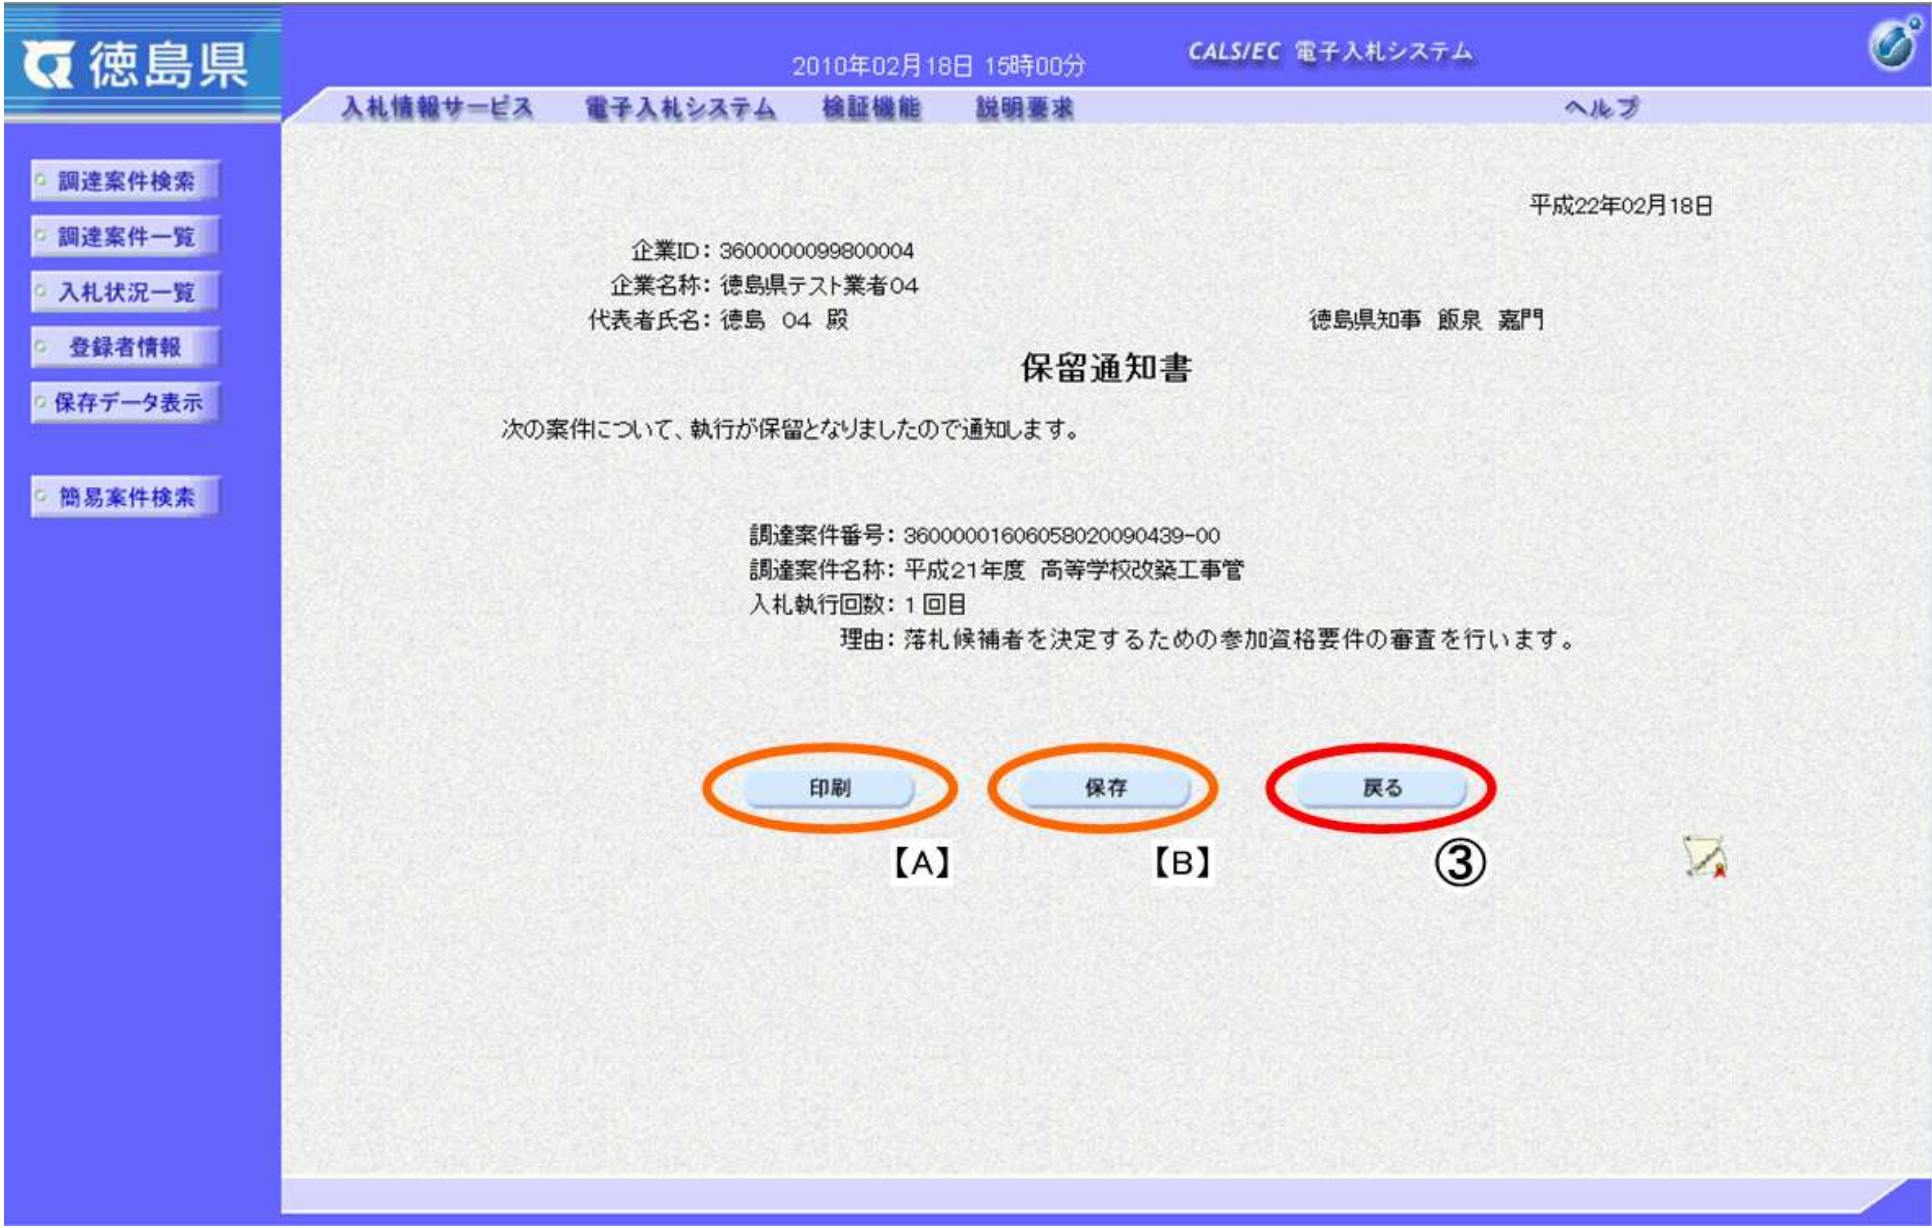 徳島県
2010年02月18日 15時00分
CALS/EC 電子入札システム
入札情報サービス 電子入札システム 検証機能 説明要求 ヘルプ
調達案件検索
調達案件一覧
入札状況一覧
登録者情報
保存データ表示
簡易案件検索
平成22年02月18日
企業ID: 3600000099800004
企業名称: 徳島県テスト業者04
代表者氏名: 徳島 04 殿
徳島県知事 飯泉 嘉門
保留通知書
次の案件について、執行が保留となりましたので通知します。
調達案件番号: 3600000160605802009​0439-00
調達案件名称: 平成21年度 高等学校改築工事管
入札執行回数: 1 回目
理由: 落札候補者を決定するための参加資格要件の審査を行います。
印刷 保存 戻る
【A】 【B】 ③